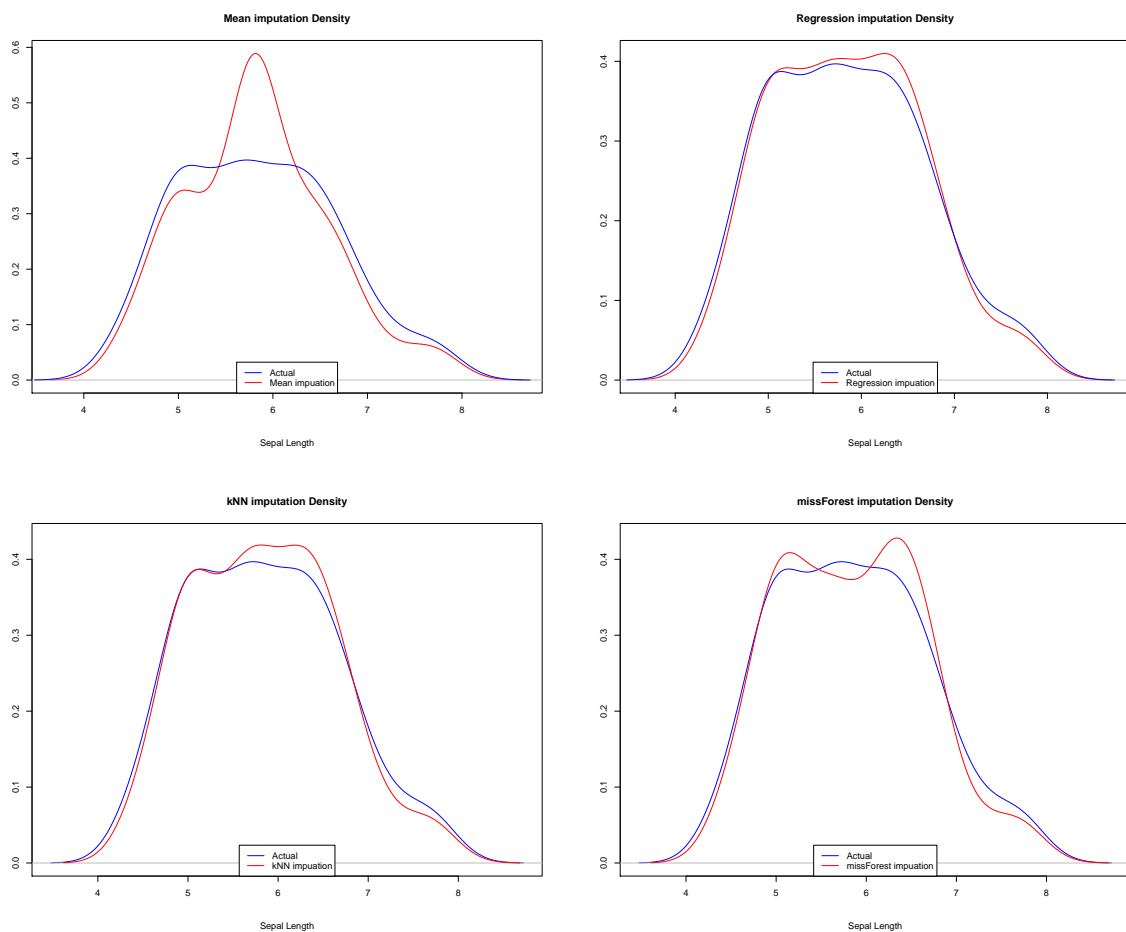 Mean imputation Density
0.0 0.1 0.2 0.3 0.4 0.5 0.6
Actual
Mean impuation
4 5 6 7 8
Sepal Length
Regression imputation Density
0.0 0.1 0.2 0.3 0.4
Actual
Regression impuation
4 5 6 7 8
Sepal Length
kNN imputation Density
0.0 0.1 0.2 0.3 0.4
Actual
kNN impuation
4 5 6 7 8
Sepal Length
missForest imputation Density
0.0 0.1 0.2 0.3 0.4
Actual
missForest impuation
4 5 6 7 8
Sepal Length